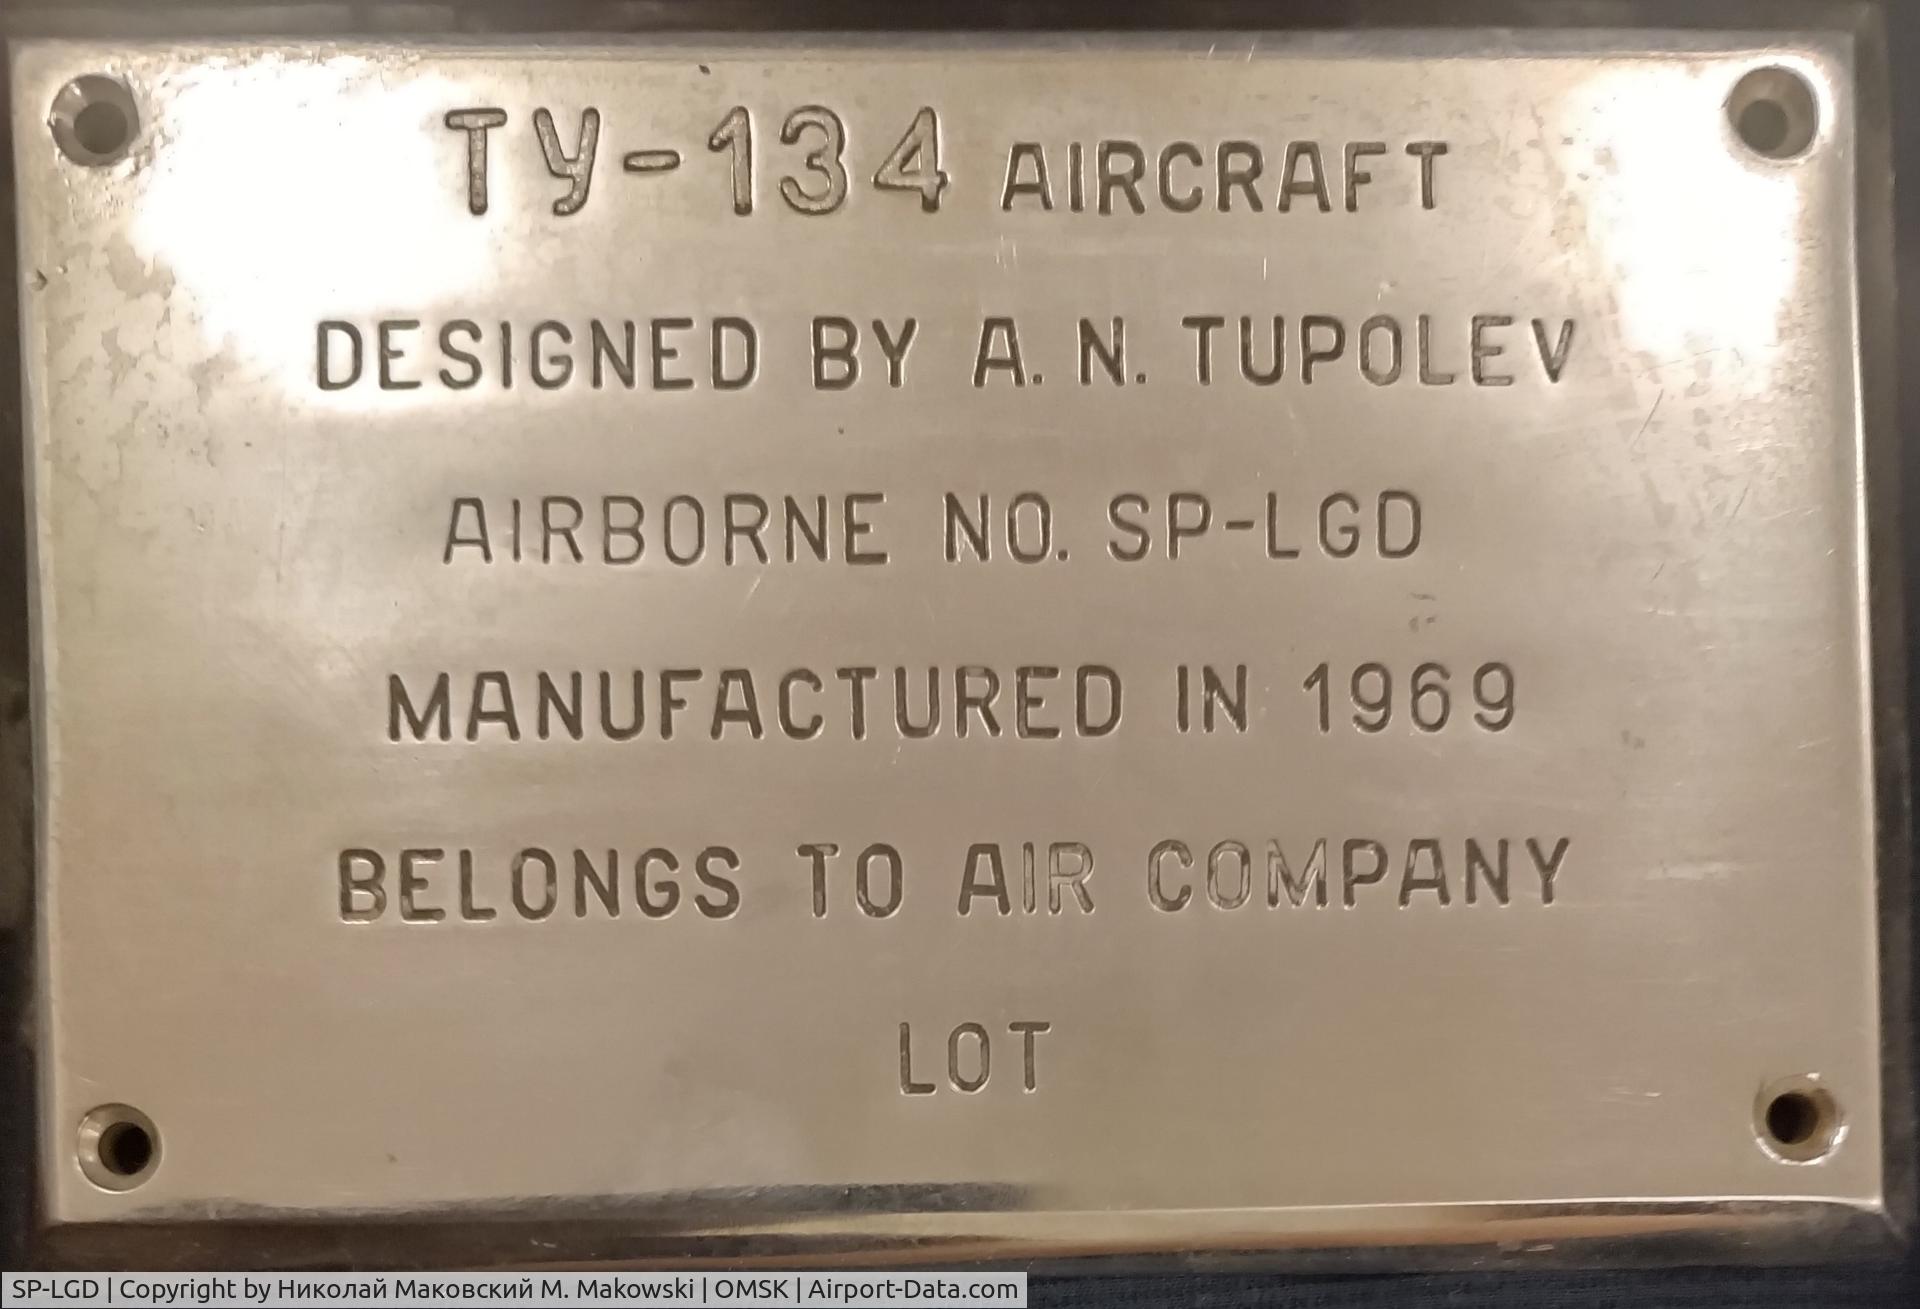 ТУ-134 AIRCRAFT
DESIGNED BY A. N. TUPOLEV
AIRBORNE NO. SP-LGD
MANUFACTURED IN 1969
BELONGS TO AIR COMPANY
LOT
SP-LGD | Copyright by Николай Маковский M. Makowski | OMSK | Airport-Data.com